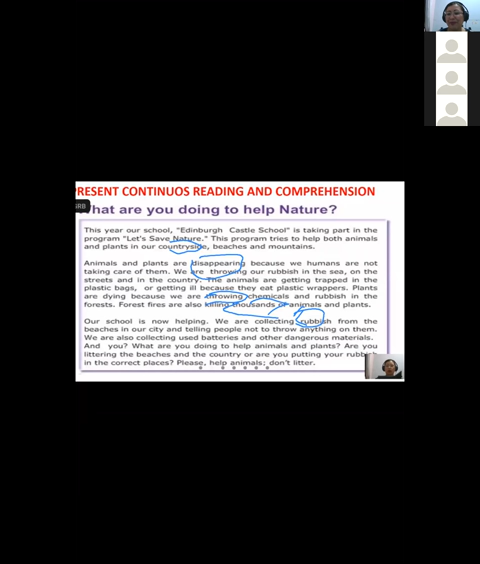 RESENT CONTINUOS READING AND COMPREHENSION
What are you doing to help Nature?
This year our school, "Edinburgh Castle School" is taking part in the
program "Let's Save Nature." This program tries to help both animals
and plants in our countryside, beaches and mountains.
Animals and plants are disappearing because we humans are not
taking care of them. We are throwing our rubbish in the sea, on the
streets and in the country. The animals are getting trapped in the
plastic bags, or getting ill because they eat plastic wrappers. Plants
are dying because we are throwing chemicals and rubbish in the
forests. Forest fires are also killing thousands of animals and plants.
Our school is now helping. We are collecting rubbish from the
beaches in our city and telling people not to throw anything on them.
We are also collecting used batteries and other dangerous materials.
And you? What are you doing to help animals and plants? Are you
littering the beaches and the country or are you putting your rubbish
in the correct places? Please, help animals; don't litter.